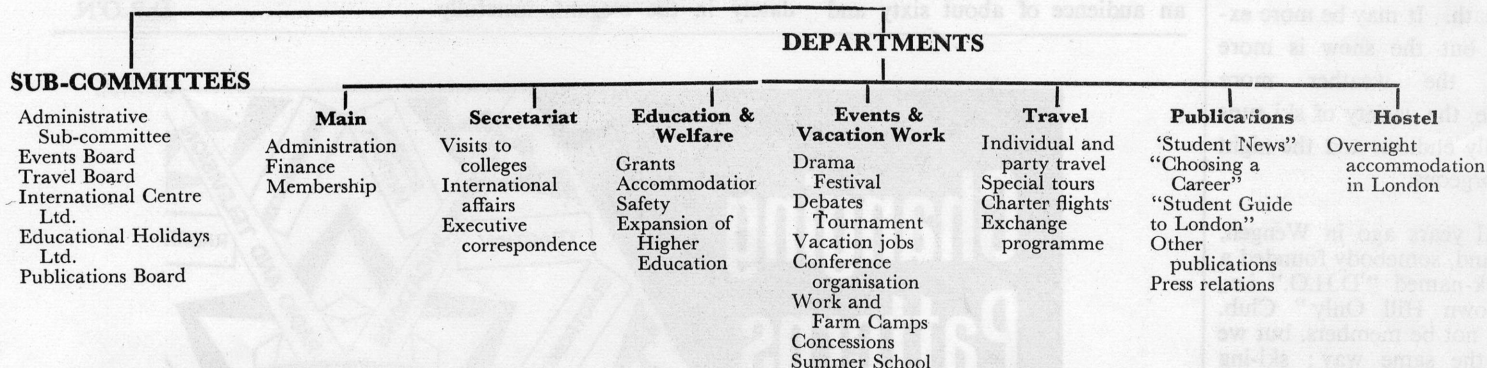 DEPARTMENTS
SUB-COMMITTEES
Administrative
Sub-committee
Events Board
Travel Board
International Centre
Ltd.
Educational Holidays
Ltd.
Publications Board
Main
Administration
Finance
Membership
Secretariat
Visits to
colleges
International
affairs
Executive
correspondence
Education &
Welfare
Grants
Accommodation
Safety
Expansion of
Higher
Education
Events &
Vacation Work
Drama
Festival
Debates
Tournament
Vacation jobs
Conference
organisation
Work and
Farm Camps
Concessions
Summer School
Travel
Individual and
party travel
Special tours
Charter flights
Exchange
programme
Publications
"Student News"
"Choosing a
Career"
"Student Guide
to London"
Other
publications
Press relations
Hostel
Overnight
accommodation
in London